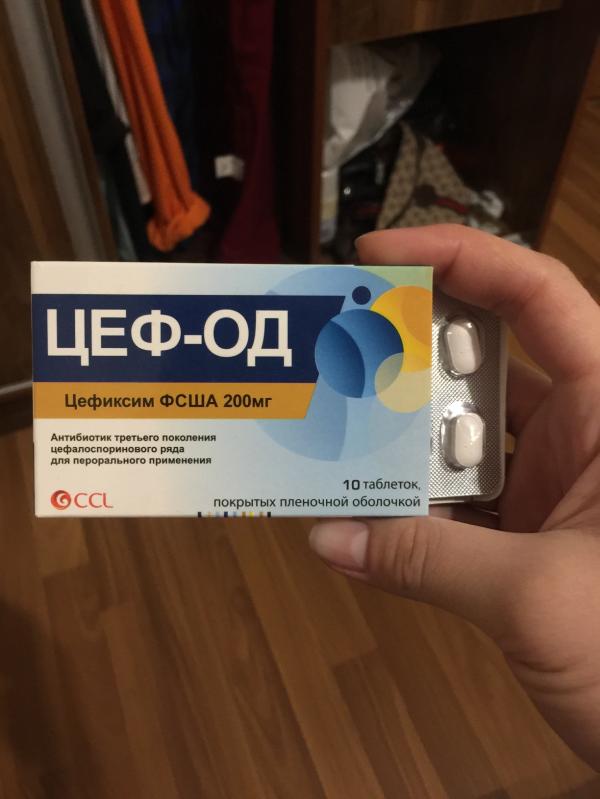 ЦЕФ-ОД
Цефиксим ФСША 200мг
Антибиотик третьего поколения
цефалоспоринового ряда
для перорального применения
CCL
10 таблеток,
покрытых пленочной оболочкой